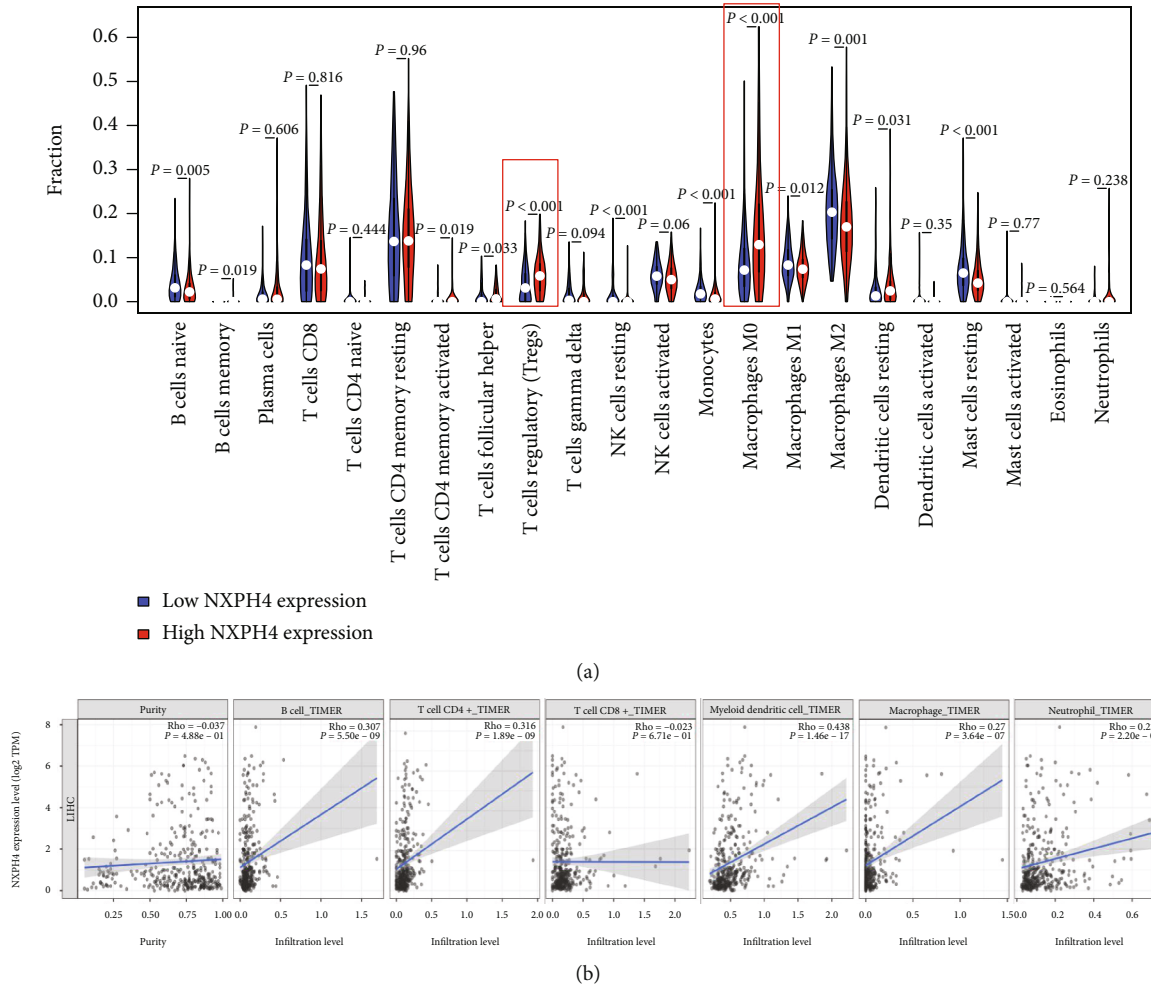 P < 0.001
0.6
P = 0.96
P = 0.001
0.5
P = 0.816
0.4
P = 0.606
P = 0.031
P < 0.001
0.3
P = 0.005
P = 0.012
P = 0.238
0.2
P < 0.001
P < 0.001
P < 0.001
P = 0.444
P = 0.019
P = 0.094
P = 0.06
P = 0.35
P = 0.77
0.1
P = 0.019
P = 0.033
P = 0.564
0.0
Fraction
B cells naive
B cells memory
Plasma cells
T cells CD8
T cells CD4 naive
T cells CD4 memory resting
T cells CD4 memory activated
T cells follicular helper
T cells regulatory (Tregs)
T cells gamma delta
NK cells resting
NK cells activated
Monocytes
Macrophages M0
Macrophages M1
Macrophages M2
Dendritic cells resting
Dendritic cells activated
Mast cells resting
Mast cells activated
Eosinophils
Neutrophils
Low NXPH4 expression
High NXPH4 expression
(a)
NXPH4 expression level (log2 TPM)
LIHC
8
6
4
2
0
Purity
Rho = −0.037
P = 4.88e − 01
0.25 0.50 0.75 1.00
Purity
B cell_TIMER
Rho = 0.307
P = 5.50e − 09
0.0 0.5 1.0 1.5
Infiltration level
T cell CD4 +_TIMER
Rho = 0.316
P = 1.89e − 09
0.0 0.5 1.0 1.5 2.0
Infiltration level
T cell CD8 +_TIMER
Rho = −0.023
P = 6.71e − 01
0.0 0.5 1.0 1.5 2.0
Infiltration level
Myeloid dendritic cell_TIMER
Rho = 0.438
P = 1.46e − 17
0.5 1.0 1.5 2.0
Infiltration level
Macrophage_TIMER
Rho = 0.27
P = 3.64e − 07
0.0 0.5 1.0 1.5
Infiltration level
Neutrophil_TIMER
Rho = 0.2
P = 2.20e −
0.0 0.2 0.4 0.6
Infiltration level
(b)